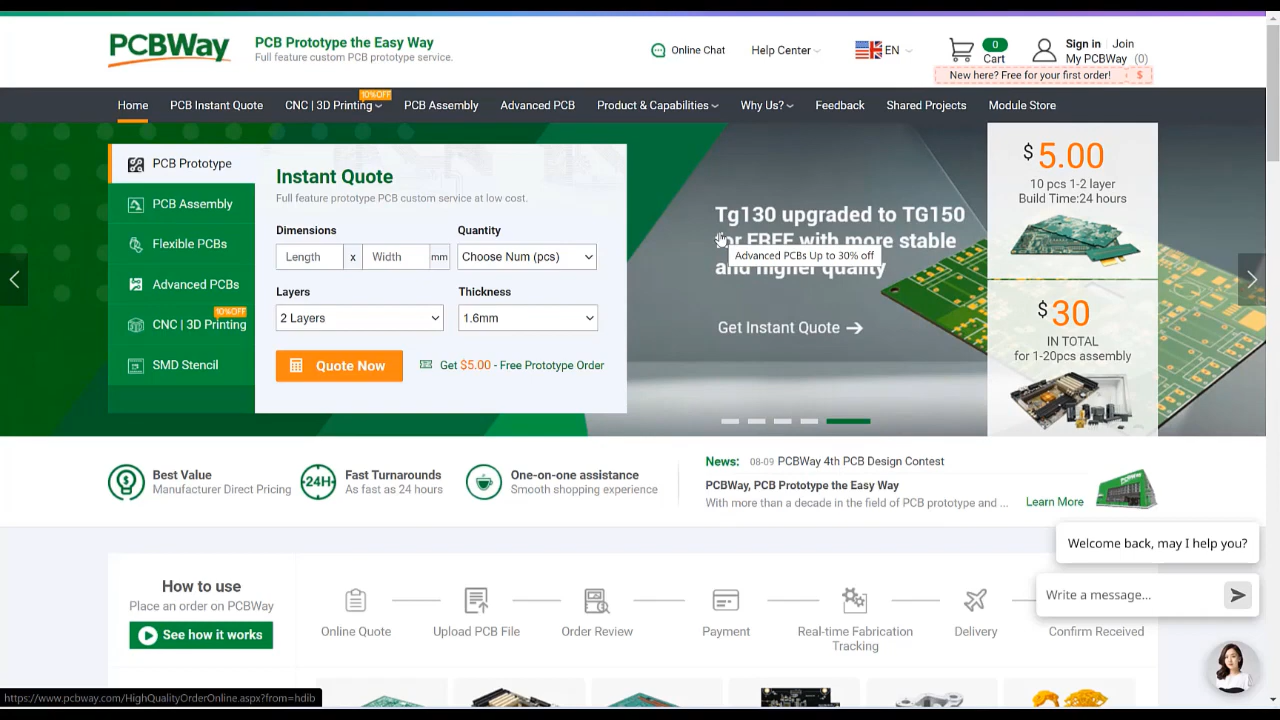 PCBWay
PCB Prototype the Easy Way
Full feature custom PCB prototype service.
Online Chat
Help Center
EN
0
Cart
Sign in
Join
My PCBWay (0)
New here? Free for your first order!
$
Home
PCB Instant Quote
CNC | 3D Printing
10%OFF
PCB Assembly
Advanced PCB
Product & Capabilities
Why Us?
Feedback
Shared Projects
Module Store
PCB Prototype
PCB Assembly
Flexible PCBs
Advanced PCBs
10%OFF
CNC | 3D Printing
SMD Stencil
Instant Quote
Full feature prototype PCB custom service at low cost.
Dimensions
Quantity
Length
x
Width
mm
Choose Num (pcs)
Layers
Thickness
2 Layers
1.6mm
Quote Now
Get $5.00 - Free Prototype Order
Tg130 upgraded to TG150
for FREE with more stable
Advanced PCBs Up to 30% off
and higher quality
Get Instant Quote
$5.00
10 pcs 1-2 layer
Build Time:24 hours
$30
IN TOTAL
for 1-20pcs assembly
Best Value
Manufacturer Direct Pricing
24H
Fast Turnarounds
As fast as 24 hours
One-on-one assistance
Smooth shopping experience
News: 08-09 PCBWay 4th PCB Design Contest
PCBWay, PCB Prototype the Easy Way
With more than a decade in the field of PCB prototype and ...
Learn More
Welcome back, may I help you?
Write a message...
How to use
Place an order on PCBWay
See how it works
Online Quote
Upload PCB File
Order Review
Payment
Real-time Fabrication
Tracking
Delivery
Confirm Received
https://www.pcbway.com/HighQualityOrderOnline.aspx?from=hdib